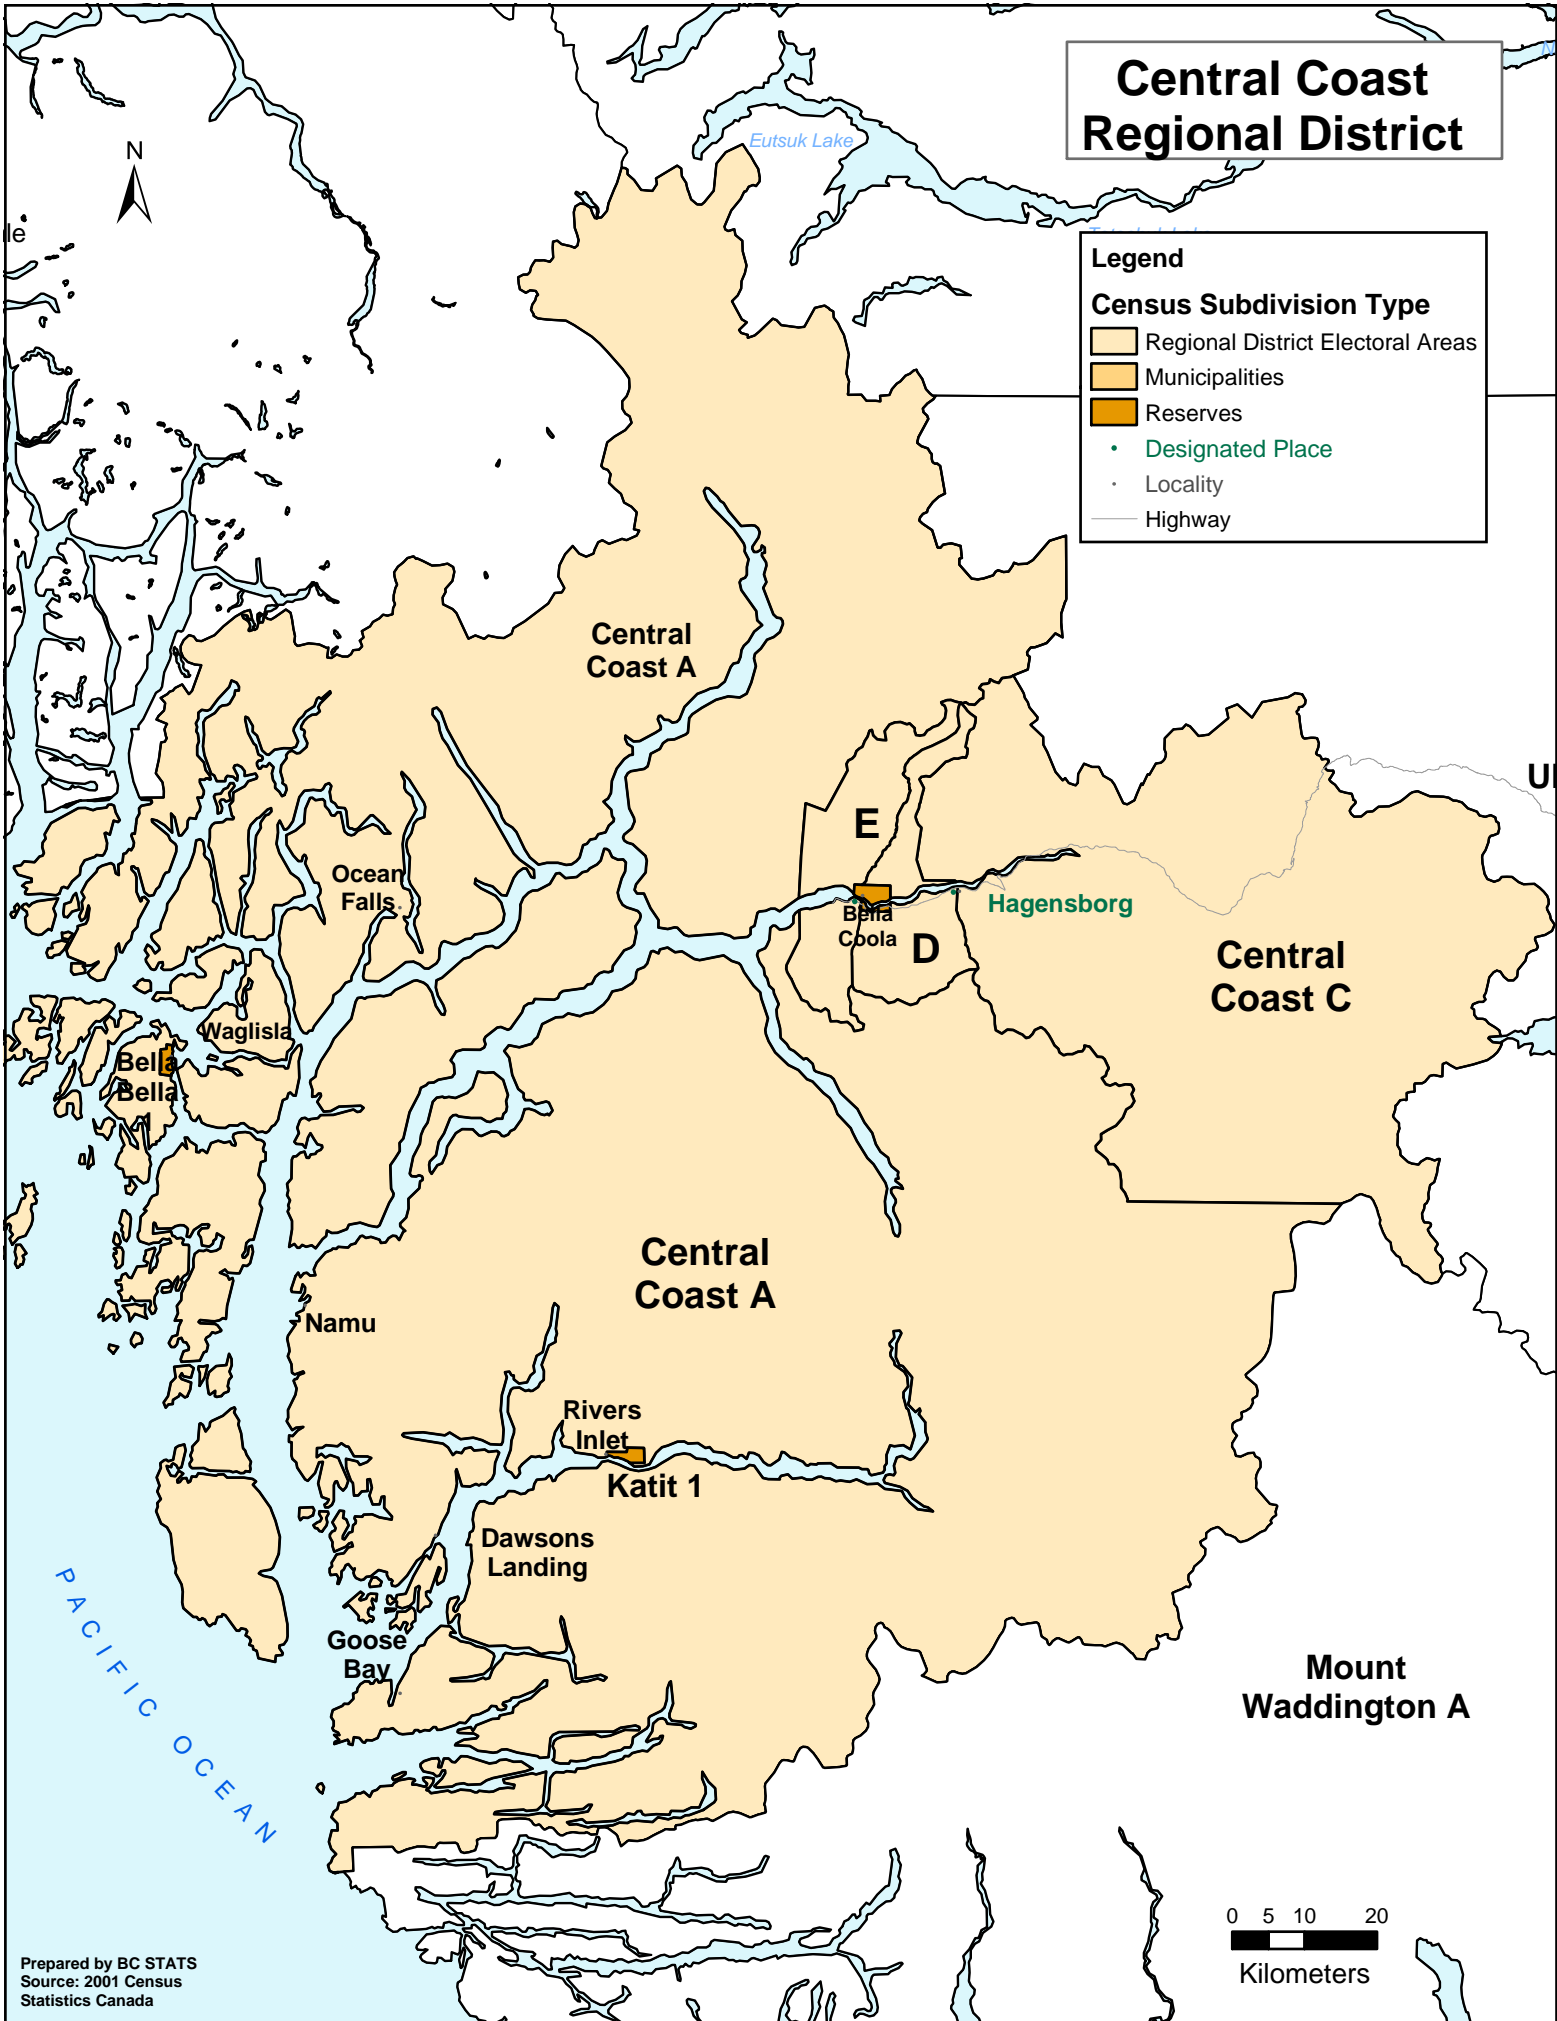 Central Coast
Regional District
Eutsuk Lake
N
Legend
Census Subdivision Type
Regional District Electoral Areas
Municipalities
Reserves
Designated Place
Locality
Highway
Central
Coast A
E
Ocean
Falls
Bella
Coola
D
Hagensborg
Central
Coast C
Waglisla
Bella
Bella
1
Central
Coast A
Namu
Rivers
Inlet
Katit 1
Dawsons
Landing
Goose
Bay
PACIFIC OCEAN
Mount
Waddington A
0 5 10 20
Kilometers
Prepared by BC STATS
Source: 2001 Census
Statistics Canada